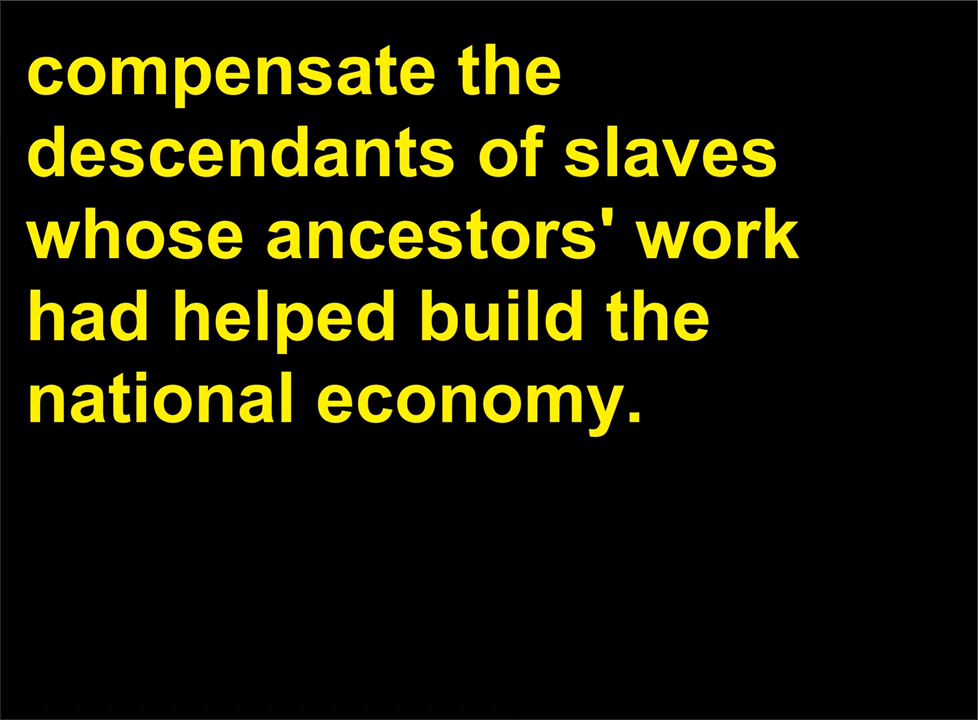 compensate the
descendants of slaves
whose ancestors' work
had helped build the
national economy.